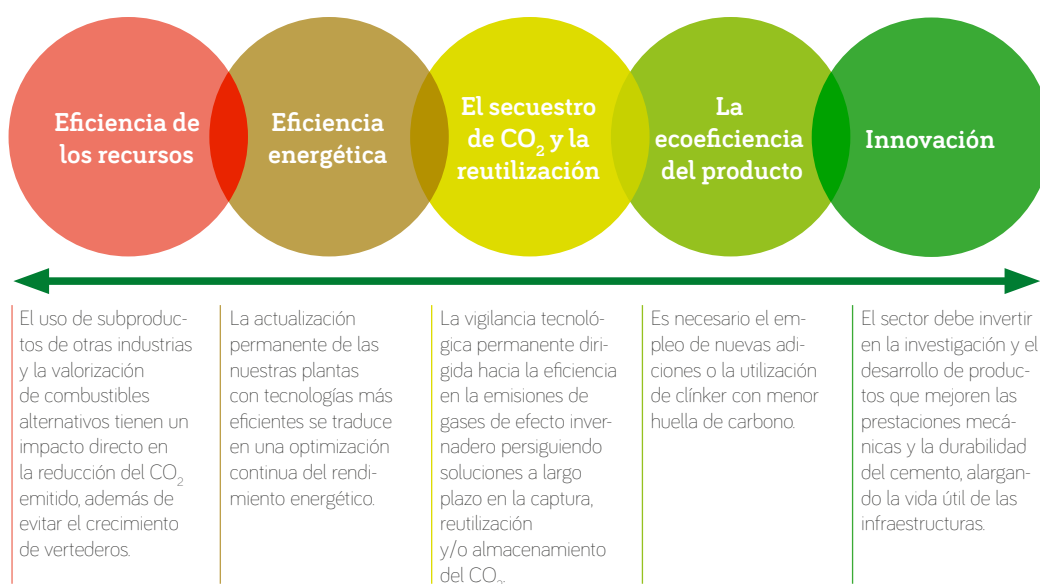 Eficiencia de
los recursos
Eficiencia
energética
El secuestro
de CO₂ y la
reutilización
La
ecoeficiencia
del producto
Innovación
El uso de subproduc-
tos de otras industrias
y la valorización
de combustibles
alternativos tienen un
impacto directo en
la reducción del CO₂
emitido, además de
evitar el crecimiento
de vertederos.
La actualización
permanente de las
nuestras plantas
con tecnologías más
eficientes se traduce
en una optimización
continua del rendi-
miento energético.
La vigilancia tecnoló-
gica permanente diri-
gida hacia la eficiencia
en la emisiones de
gases de efecto inver-
nadero persiguiendo
soluciones a largo
plazo en la captura,
reutilización
y/o almacenamiento
del CO₂.
Es necesario el em-
pleo de nuevas adi-
ciones o la utilización
de clínker con menor
huella de carbono.
El sector debe invertir
en la investigación y el
desarrollo de produc-
tos que mejoren las
prestaciones mecá-
nicas y la durabilidad
del cemento, alargan-
do la vida útil de las
infraestructuras.